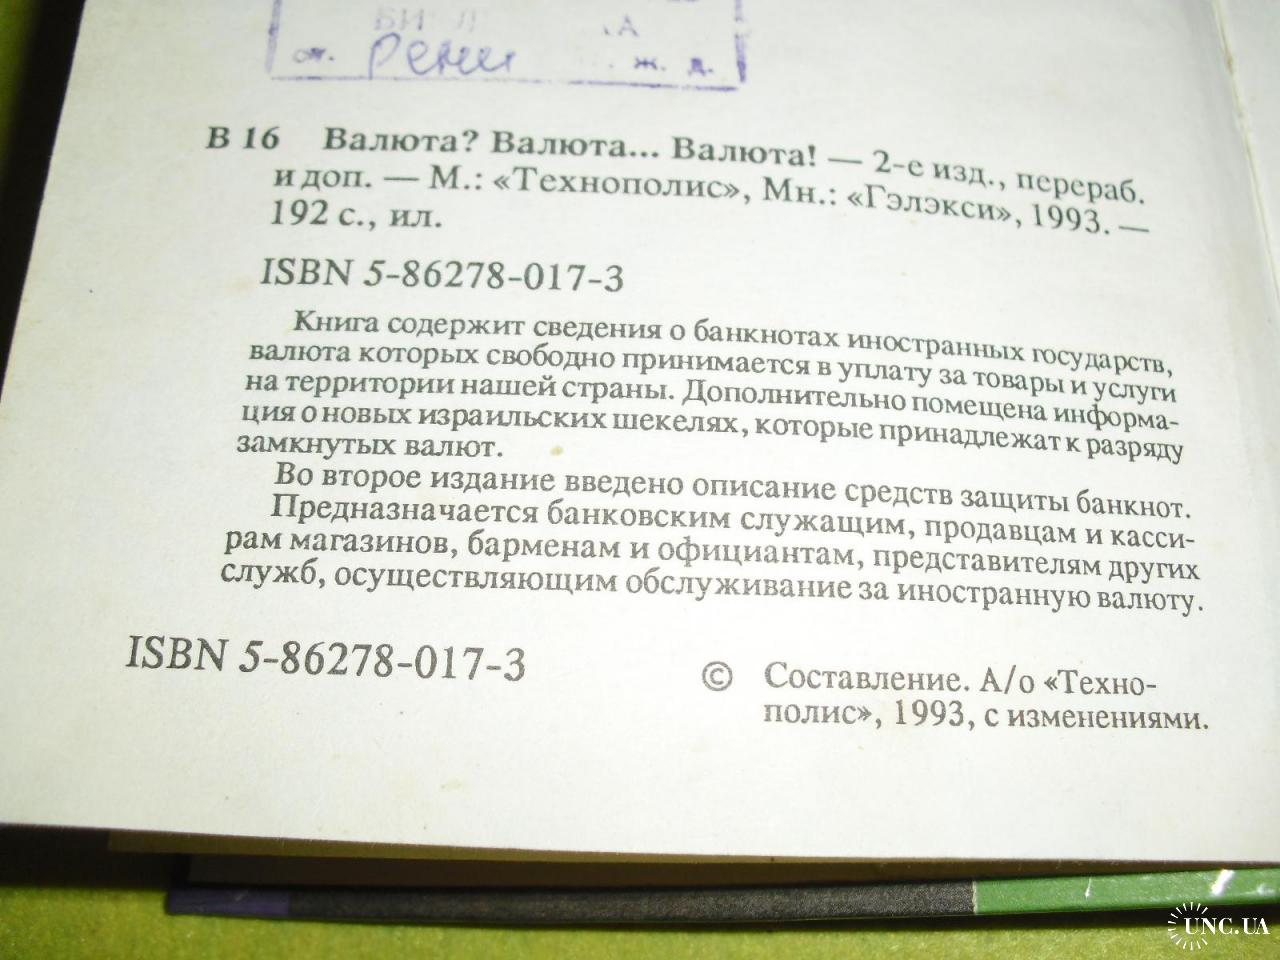 ст. Рени ж. д.
В 16 Валюта? Валюта... Валюта! — 2-е изд., перераб.
и доп. — М.: «Технополис», Мн.: «Гэлэкси», 1993. —
192 с., ил.
ISBN 5-86278-017-3
Книга содержит сведения о банкнотах иностранных государств,
валюта которых свободно принимается в уплату за товары и услуги
на территории нашей страны. Дополнительно помещена информа-
ция о новых израильских шекелях, которые принадлежат к разряду
замкнутых валют.
Во второе издание введено описание средств защиты банкнот.
Предназначается банковским служащим, продавцам и касси-
рам магазинов, барменам и официантам, представителям других
служб, осуществляющим обслуживание за иностранную валюту.
ISBN 5-86278-017-3
© Составление. А/о «Техно-
полис», 1993, с изменениями.
UNC.UA